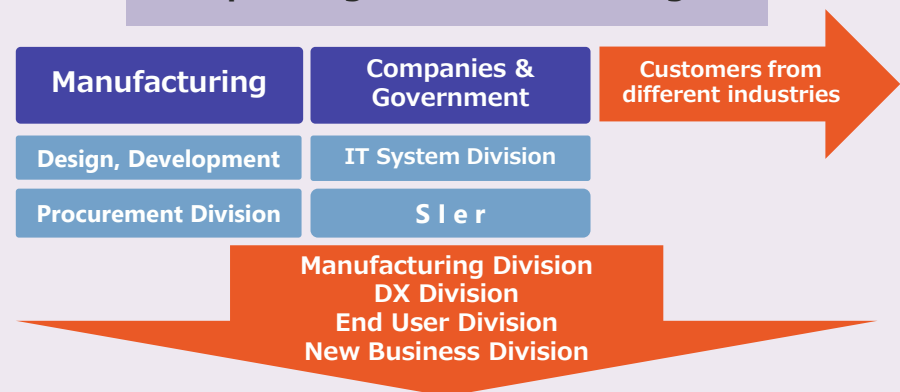 Manufacturing
Companies &
Government
Customers from
different industries
Design, Development
IT System Division
Procurement Division
SIer
Manufacturing Division
DX Division
End User Division
New Business Division